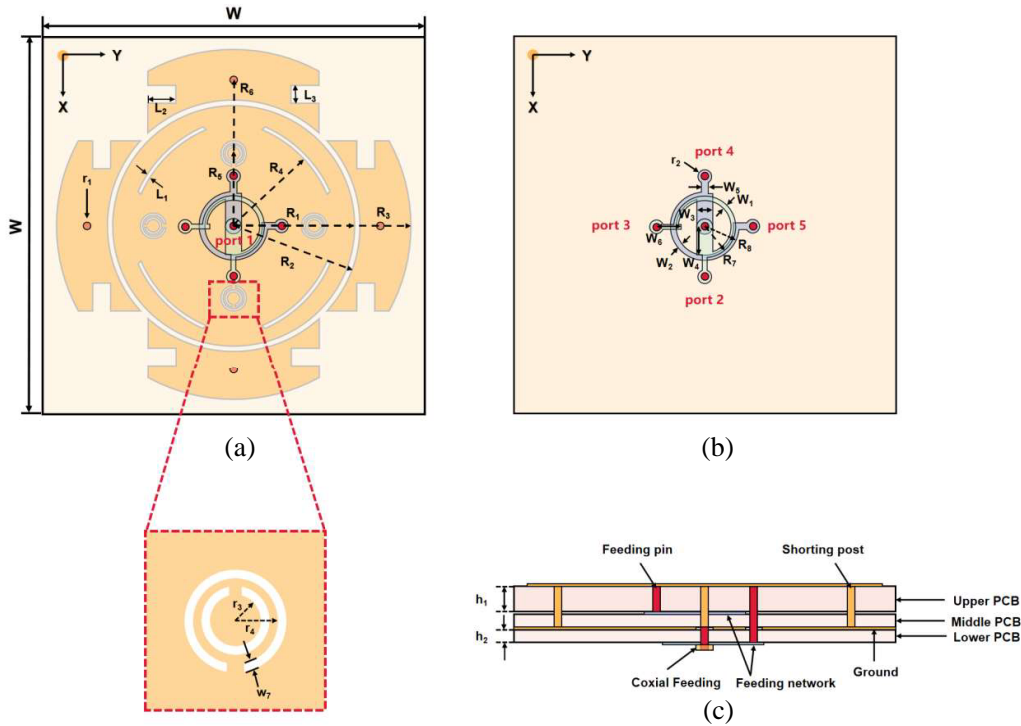 W
W
Y
X
R₆
L₂
L₃
r₁
L₁
R₅
R₄
R₁
R₃
port 1
R₂
(a)
Y
X
port 4
r₂
W₅
W₁
W₃
port 3
port 5
W₆
R₈
W₂
W₄
R₇
port 2
(b)
r₃
r₄
w₇
Feeding pin
Shorting post
h₁
Upper PCB
Middle PCB
h₂
Lower PCB
Ground
Coxial Feeding
Feeding network
(c)